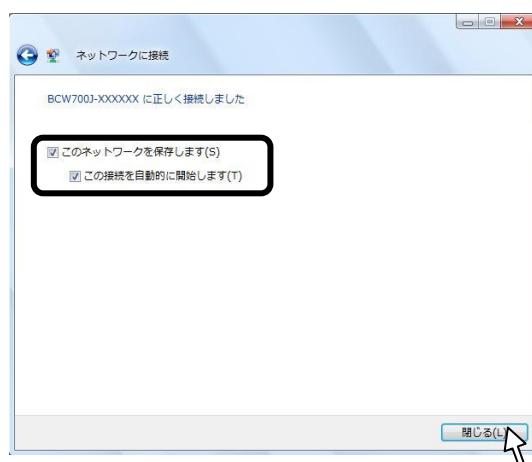 ネットワークに接続
BCW700J-XXXXXX に正しく接続しました
このネットワークを保存します(S)
この接続を自動的に開始します(T)
閉じる(L)